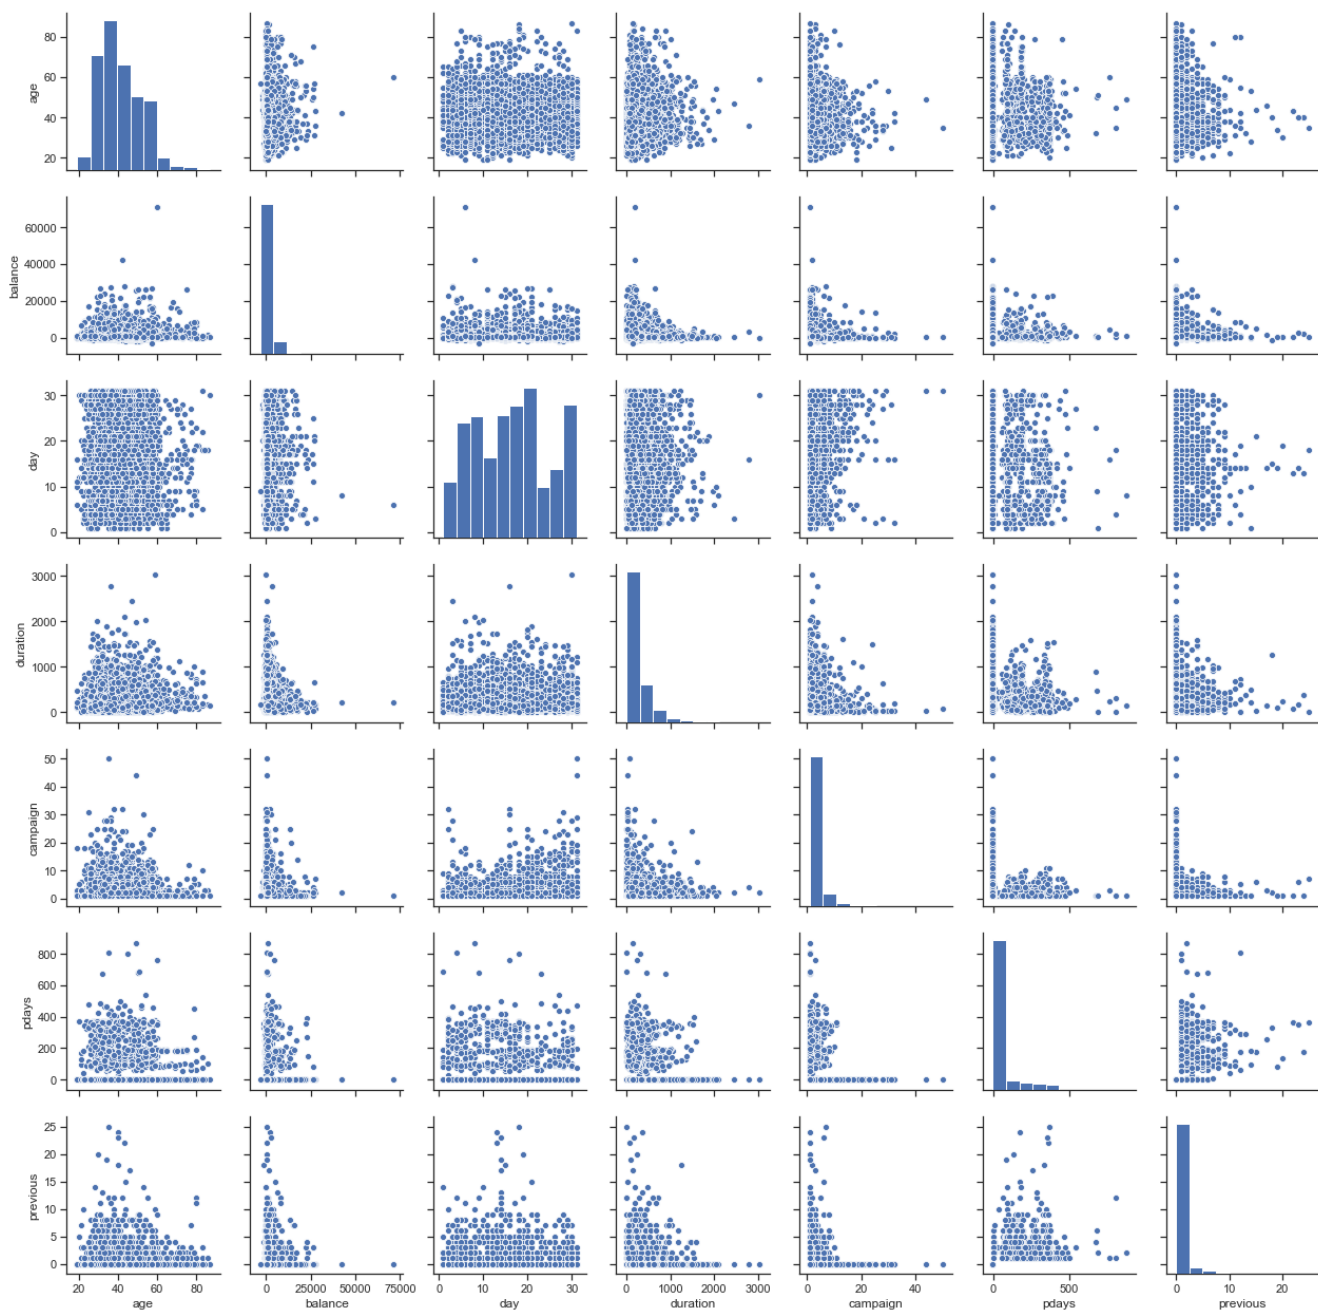 80
60
40
20
age
60000
40000
20000
0
balance
30
20
10
0
day
3000
2000
1000
0
duration
50
40
30
20
10
0
campaign
800
600
400
200
0
pdays
25
20
15
10
5
0
previous
20 40 60 80
0 25000 50000 75000
0 10 20 30
0 1000 2000 3000
0 20 40
0 500
0 10 20
age balance day duration campaign pdays previous